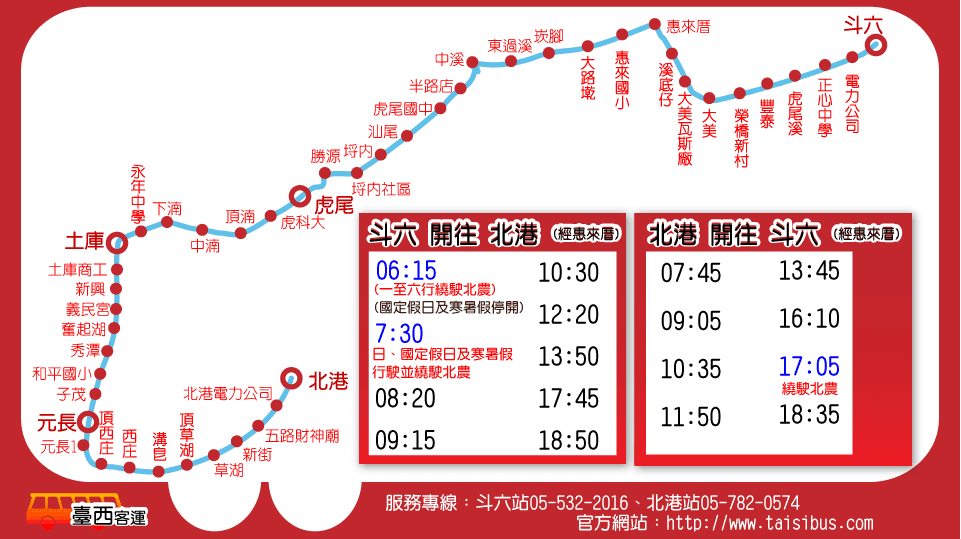 斗六
電力公司
正心中學
虎尾溪
豐泰
榮橋新村
大美
大美瓦斯廠
溪底仔
惠來厝
惠來國小
大路墘
崁腳
東過溪
中溪
半路店
虎尾國中
汕尾
埒內
埒內社區
勝源
虎尾
虎科大
頂湳
中湳
下湳
永年中學
土庫
土庫商工
新興
義民宮
奮起湖
秀潭
和平國小
子茂
元長
元長1
頂西庄
西庄
溝皂
頂草湖
草湖
新街
五路財神廟
北港電力公司
北港
斗六 開往 北港 (經惠來厝)
06:15
(一至六行繞駛北農)
(國定假日及寒暑假停開)
7:30
日、國定假日及寒暑假
行駛並繞駛北農
08:20
09:15
10:30
12:20
13:50
17:45
18:50
北港 開往 斗六 (經惠來厝)
07:45
09:05
10:35
11:50
13:45
16:10
17:05
繞駛北農
18:35
臺西客運
服務專線：斗六站05-532-2016、北港站05-782-0574
官方網站：http://www.taisibus.com